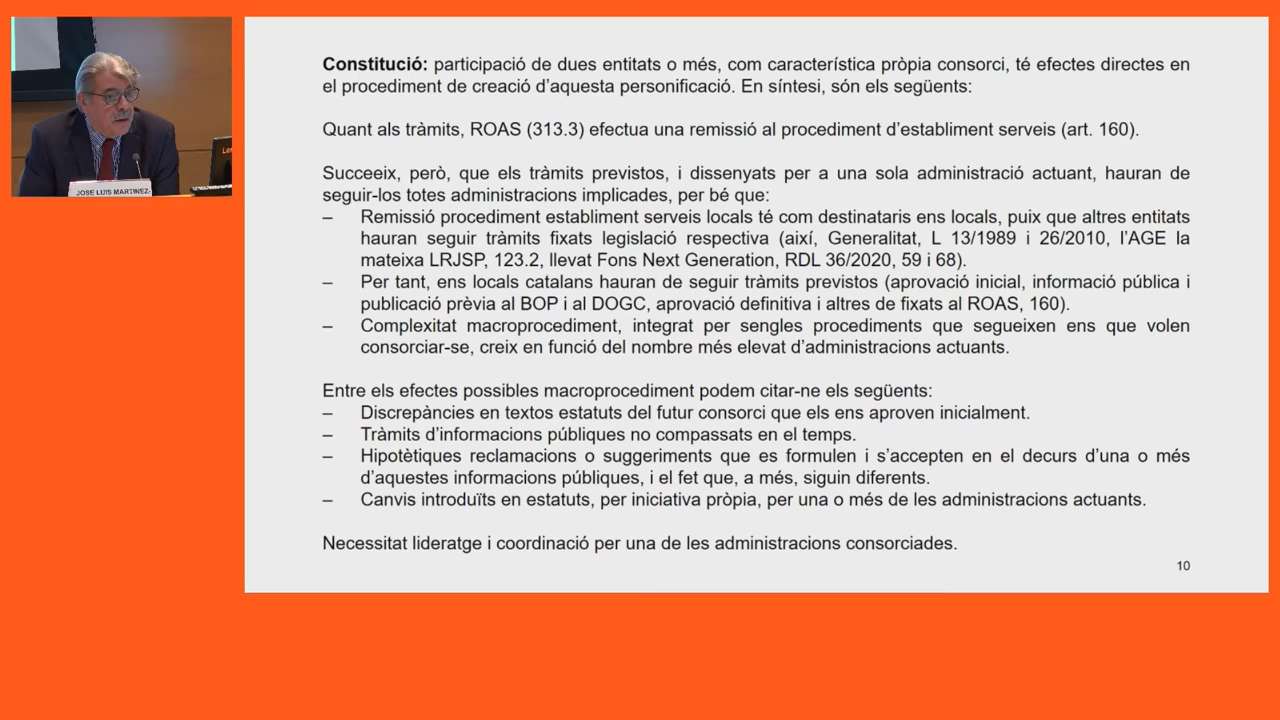 JOSE LUIS MARTINEZ-
Constitució: participació de dues entitats o més, com característica pròpia consorci, té efectes directes en
el procediment de creació d'aquesta personificació. En síntesi, són els següents:
Quant als tràmits, ROAS (313.3) efectua una remissió al procediment d'establiment serveis (art. 160).
Succeeix, però, que els tràmits previstos, i dissenyats per a una sola administració actuant, hauran de
seguir-los totes administracions implicades, per bé que:
– Remissió procediment establiment serveis locals té com destinataris ens locals, puix que altres entitats
hauran seguir tràmits fixats legislació respectiva (així, Generalitat, L 13/1989 i 26/2010, l'AGE la
mateixa LRJSP, 123.2, llevat Fons Next Generation, RDL 36/2020, 59 i 68).
– Per tant, ens locals catalans hauran de seguir tràmits previstos (aprovació inicial, informació pública i
publicació prèvia al BOP i al DOGC, aprovació definitiva i altres de fixats al ROAS, 160).
– Complexitat macroprocediment, integrat per sengles procediments que segueixen ens que volen
consorciar-se, creix en funció del nombre més elevat d'administracions actuants.
Entre els efectes possibles macroprocediment podem citar-ne els següents:
– Discrepàncies en textos estatuts del futur consorci que els ens aproven inicialment.
– Tràmits d'informacions públiques no compassats en el temps.
– Hipotètiques reclamacions o suggeriments que es formulen i s'accepten en el decurs d'una o més
d'aquestes informacions públiques, i el fet que, a més, siguin diferents.
– Canvis introduïts en estatuts, per iniciativa pròpia, per una o més de les administracions actuants.
Necessitat lideratge i coordinació per una de les administracions consorciades.
10